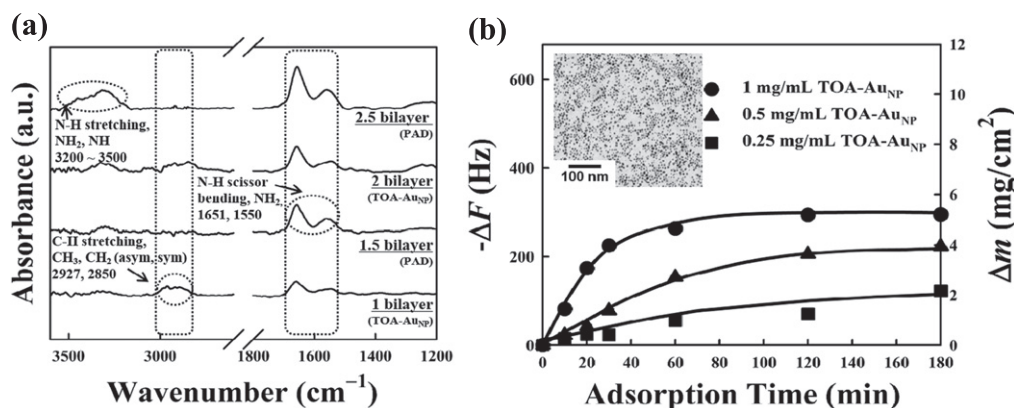 (a)
Absorbance (a.u.)
N-H stretching,
NH2, NH
3200 ~ 3500
2.5 bilayer
(PAD)
2 bilayer
(TOA-AuNP)
N-H scissor
bending, NH2,
1651, 1550
1.5 bilayer
(PAD)
C-H stretching,
CH3, CH2 (asym, sym)
2927, 2850
1 bilayer
(TOA-AuNP)
3500 3000 1800 1600 1400 1200
Wavenumber (cm−1)
(b)
-ΔF (Hz)
600
400
200
0
100 nm
1 mg/mL TOA-AuNP
0.5 mg/mL TOA-AuNP
0.25 mg/mL TOA-AuNP
12
10
8
6
4
2
0
Δm (mg/cm2)
0 20 40 60 80 100 120 140 160 180
Adsorption Time (min)